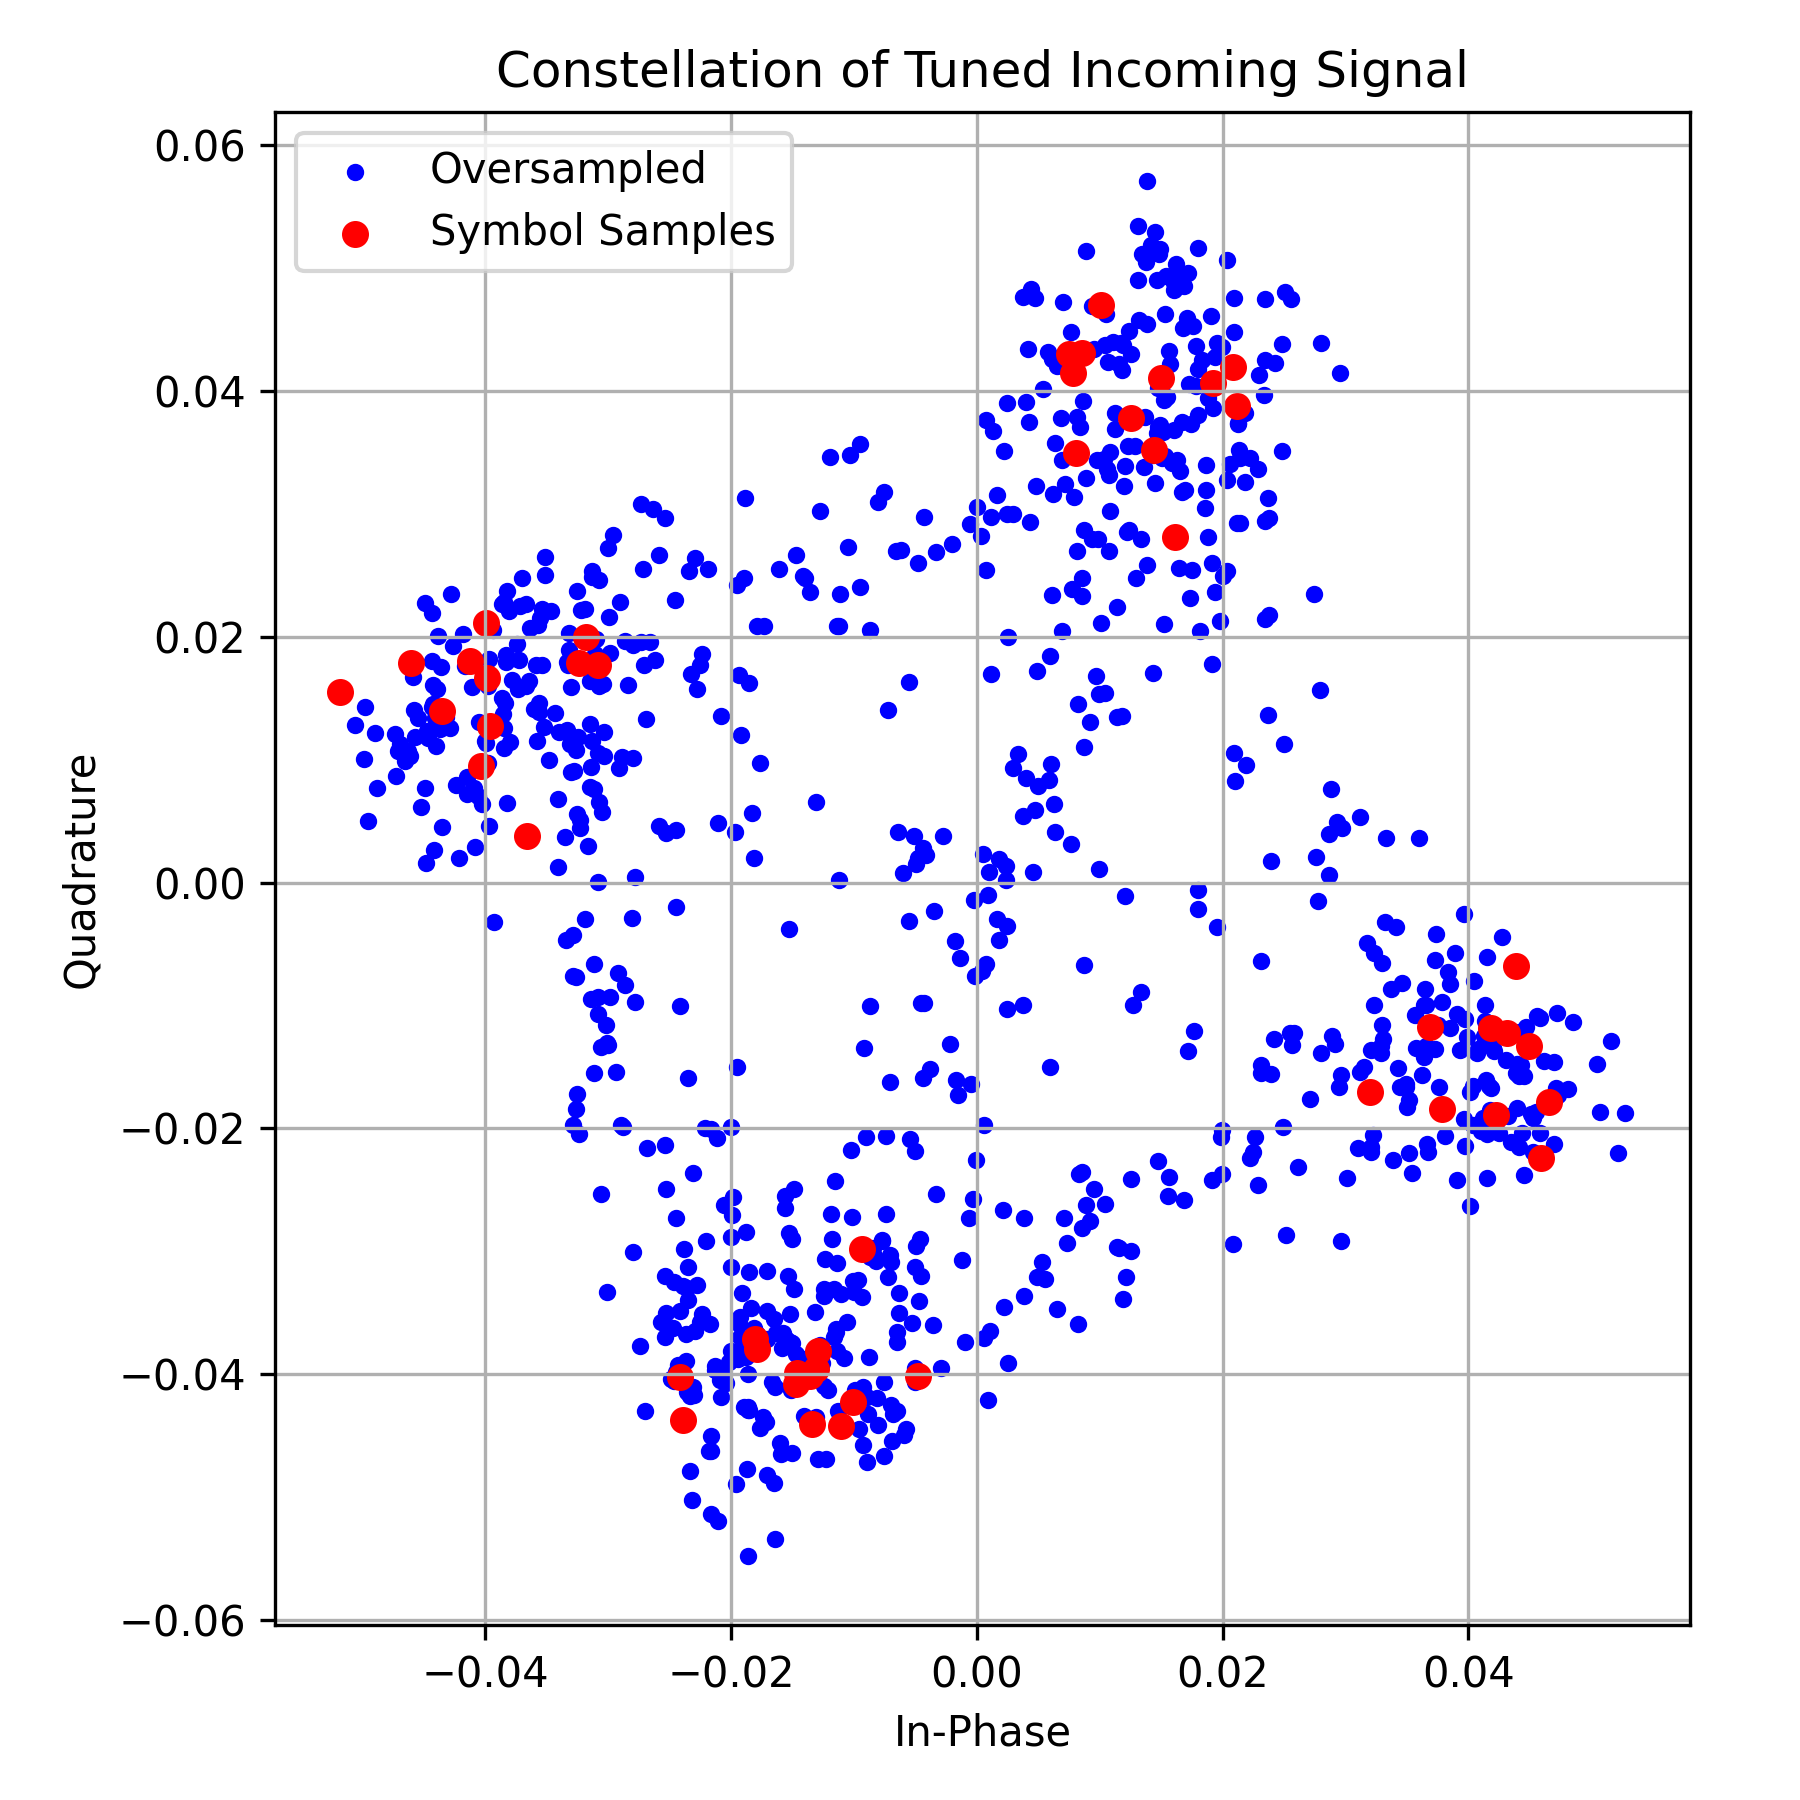 Constellation of Tuned Incoming Signal
Oversampled
Symbol Samples
0.06
0.04
0.02
0.00
−0.02
−0.04
−0.06
Quadrature
−0.04 −0.02 0.00 0.02 0.04
In-Phase